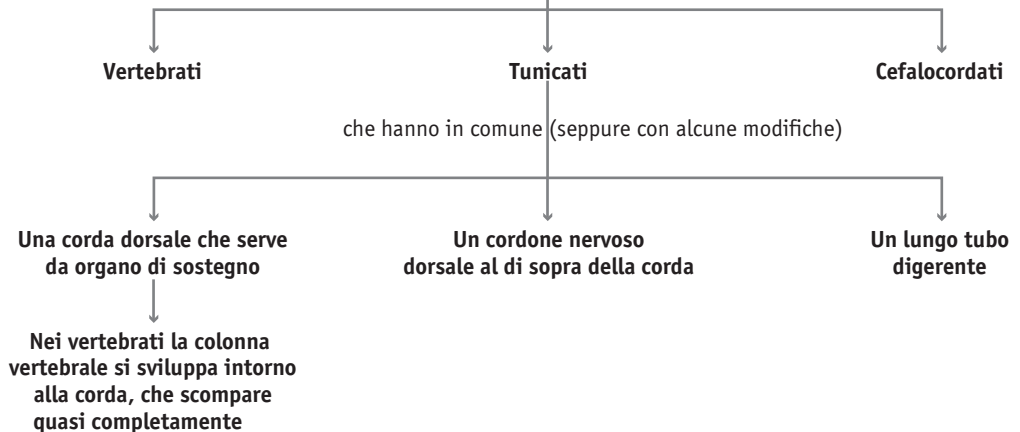 Vertebrati
Tunicati
Cefalocordati
che hanno in comune (seppure con alcune modifiche)
Una corda dorsale che serve
da organo di sostegno
Un cordone nervoso
dorsale al di sopra della corda
Un lungo tubo
digerente
Nei vertebrati la colonna
vertebrale si sviluppa intorno
alla corda, che scompare
quasi completamente